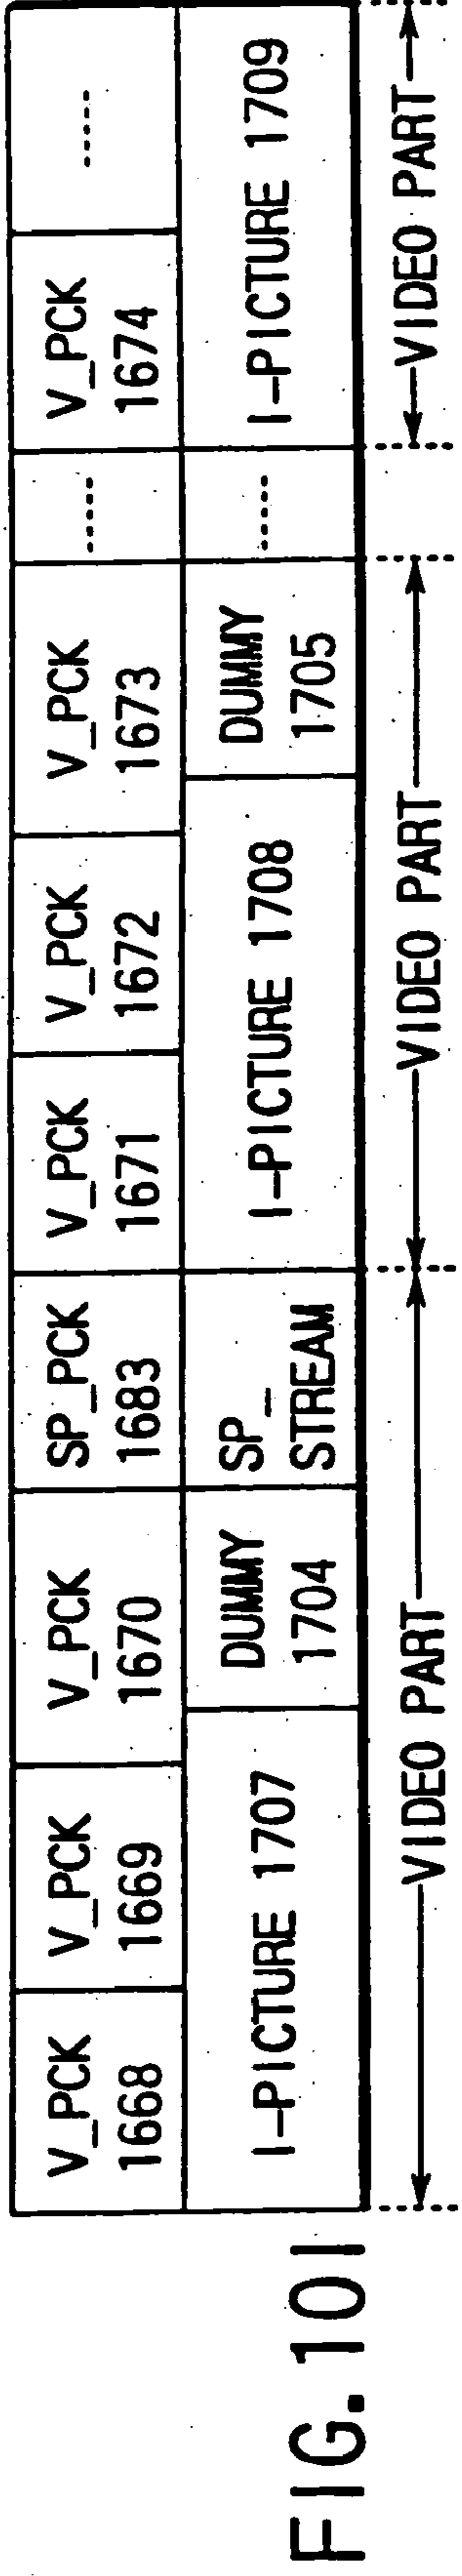 FIG. 101
V_PCK
1668
V_PCK
1669
V_PCK
1670
SP_PCK
1683
V_PCK
1671
V_PCK
1672
V_PCK
1673
-----
V_PCK
1674
-----
I-PICTURE 1707
DUMMY
1704
SP_
STREAM
I-PICTURE 1708
DUMMY
1705
-----
I-PICTURE 1709
VIDEO PART
VIDEO PART
VIDEO PART